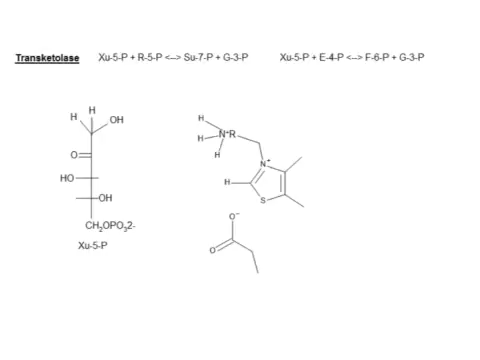 Transketolase Xu-5-P + R-5-P <--> Su-7-P + G-3-P Xu-5-P + E-4-P <--> F-6-P + G-3-P
H
H OH
O
HO
OH
CH2OPO32-
Xu-5-P
H
H N+R
H
N+
H
S
O-
O